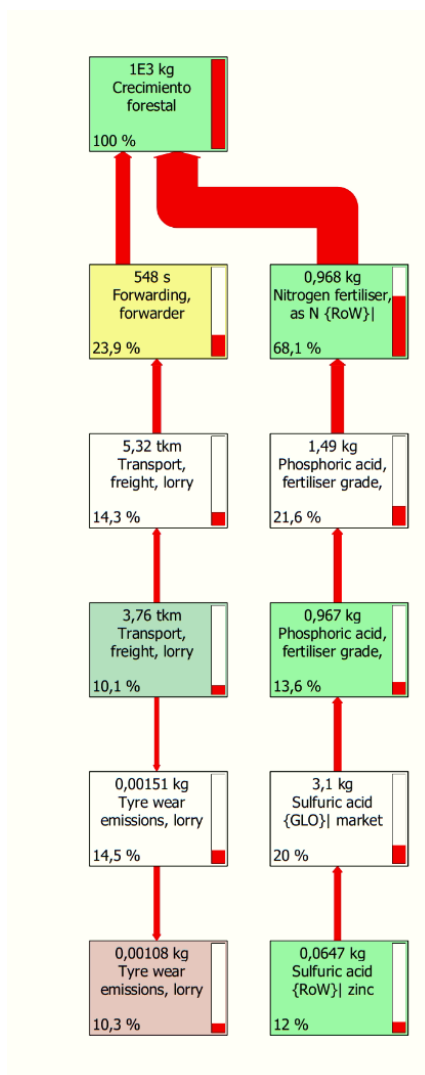 1E3 kg
Crecimiento
forestal
100 %
548 s
Forwarding,
forwarder
23,9 %
0,968 kg
Nitrogen fertiliser,
as N {RoW}|
68,1 %
5,32 tkm
Transport,
freight, lorry
14,3 %
1,49 kg
Phosphoric acid,
fertiliser grade,
21,6 %
3,76 tkm
Transport,
freight, lorry
10,1 %
0,967 kg
Phosphoric acid,
fertiliser grade,
13,6 %
0,00151 kg
Tyre wear
emissions, lorry
14,5 %
3,1 kg
Sulfuric acid
{GLO}| market
20 %
0,00108 kg
Tyre wear
emissions, lorry
10,3 %
0,0647 kg
Sulfuric acid
{RoW}| zinc
12 %